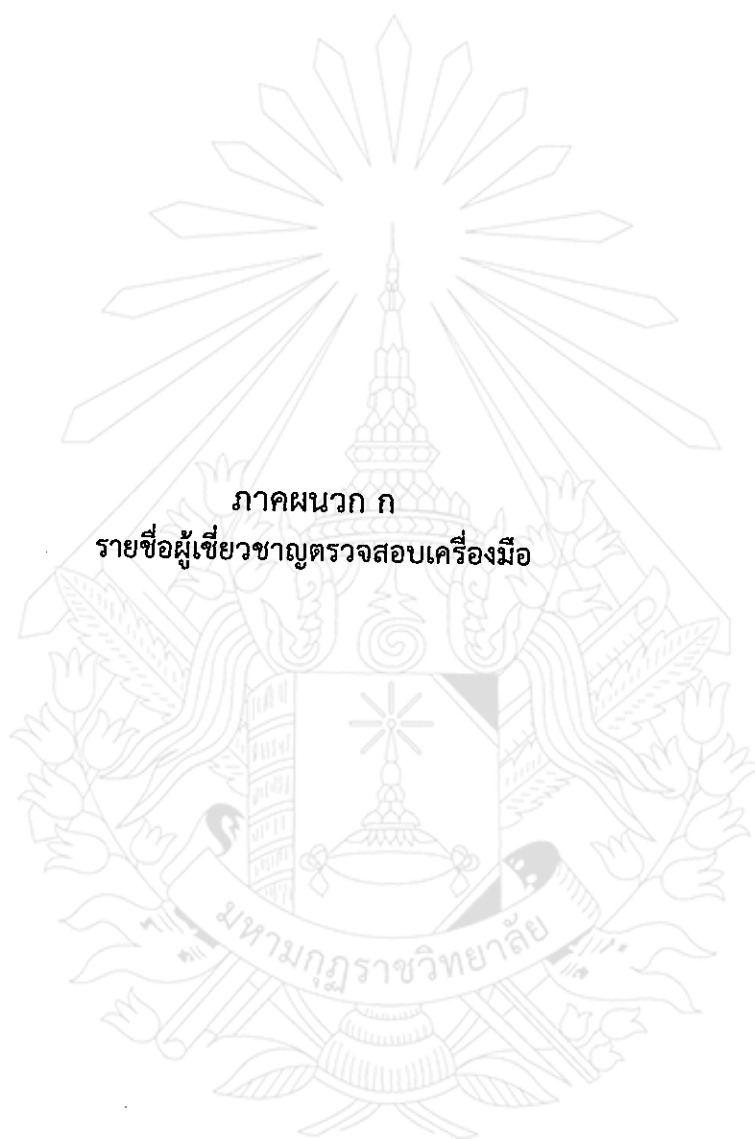 ภาคผนวก ก
รายชื่อผู้เชี่ยวชาญตรวจสอบเครื่องมือ
มหามกุฏราชวิทยาลัย